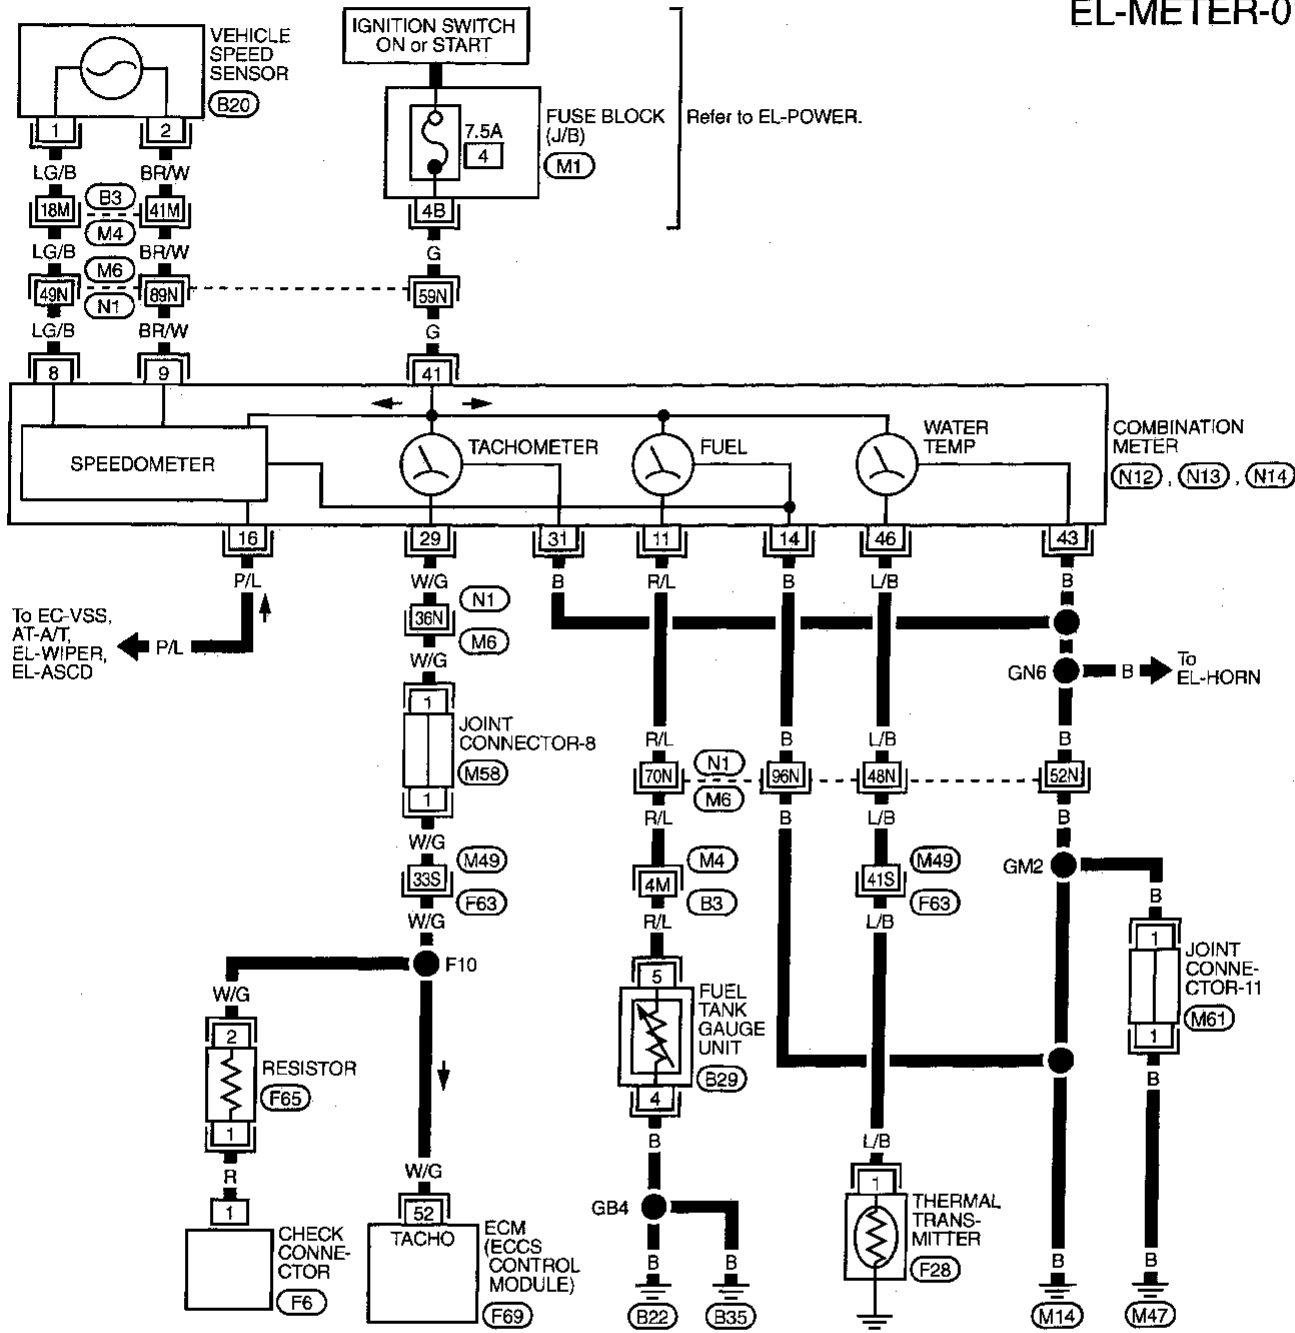 EL-METER-0
VEHICLE
SPEED
SENSOR
B20
IGNITION SWITCH
ON or START
7.5A
4
FUSE BLOCK
(J/B)
M1
Refer to EL-POWER.
1
2
4B
LG/B
BR/W
18M
B3
M4
41M
G
LG/B
BR/W
49N
M6
N1
89N
59N
LG/B
BR/W
G
8
9
41
SPEEDOMETER
TACHOMETER
FUEL
WATER
TEMP
COMBINATION
METER
N12 , N13 , N14
16
29
31
11
14
46
43
P/L
W/G
B
R/L
B
L/B
B
To EC-VSS,
AT-A/T,
EL-WIPER,
EL-ASCD
P/L
36N
N1
M6
W/G
GN6
B
To
EL-HORN
1
JOINT
CONNECTOR-8
M58
1
R/L
B
L/B
B
70N
N1
M6
96N
48N
52N
R/L
B
L/B
B
W/G
33S
M49
F63
W/G
4M
M4
B3
R/L
41S
M49
F63
L/B
GM2
B
1
JOINT
CONNE-
CTOR-11
M61
1
B
F10
W/G
2
RESISTOR
F65
1
R
5
FUEL
TANK
GAUGE
UNIT
B29
4
B
W/G
L/B
1
CHECK
CONNE-
CTOR
F6
52
TACHO
ECM
(ECCS
CONTROL
MODULE)
F69
GB4
B
B
B22
B35
1
THERMAL
TRANS-
MITTER
F28
B
B
M14
M47